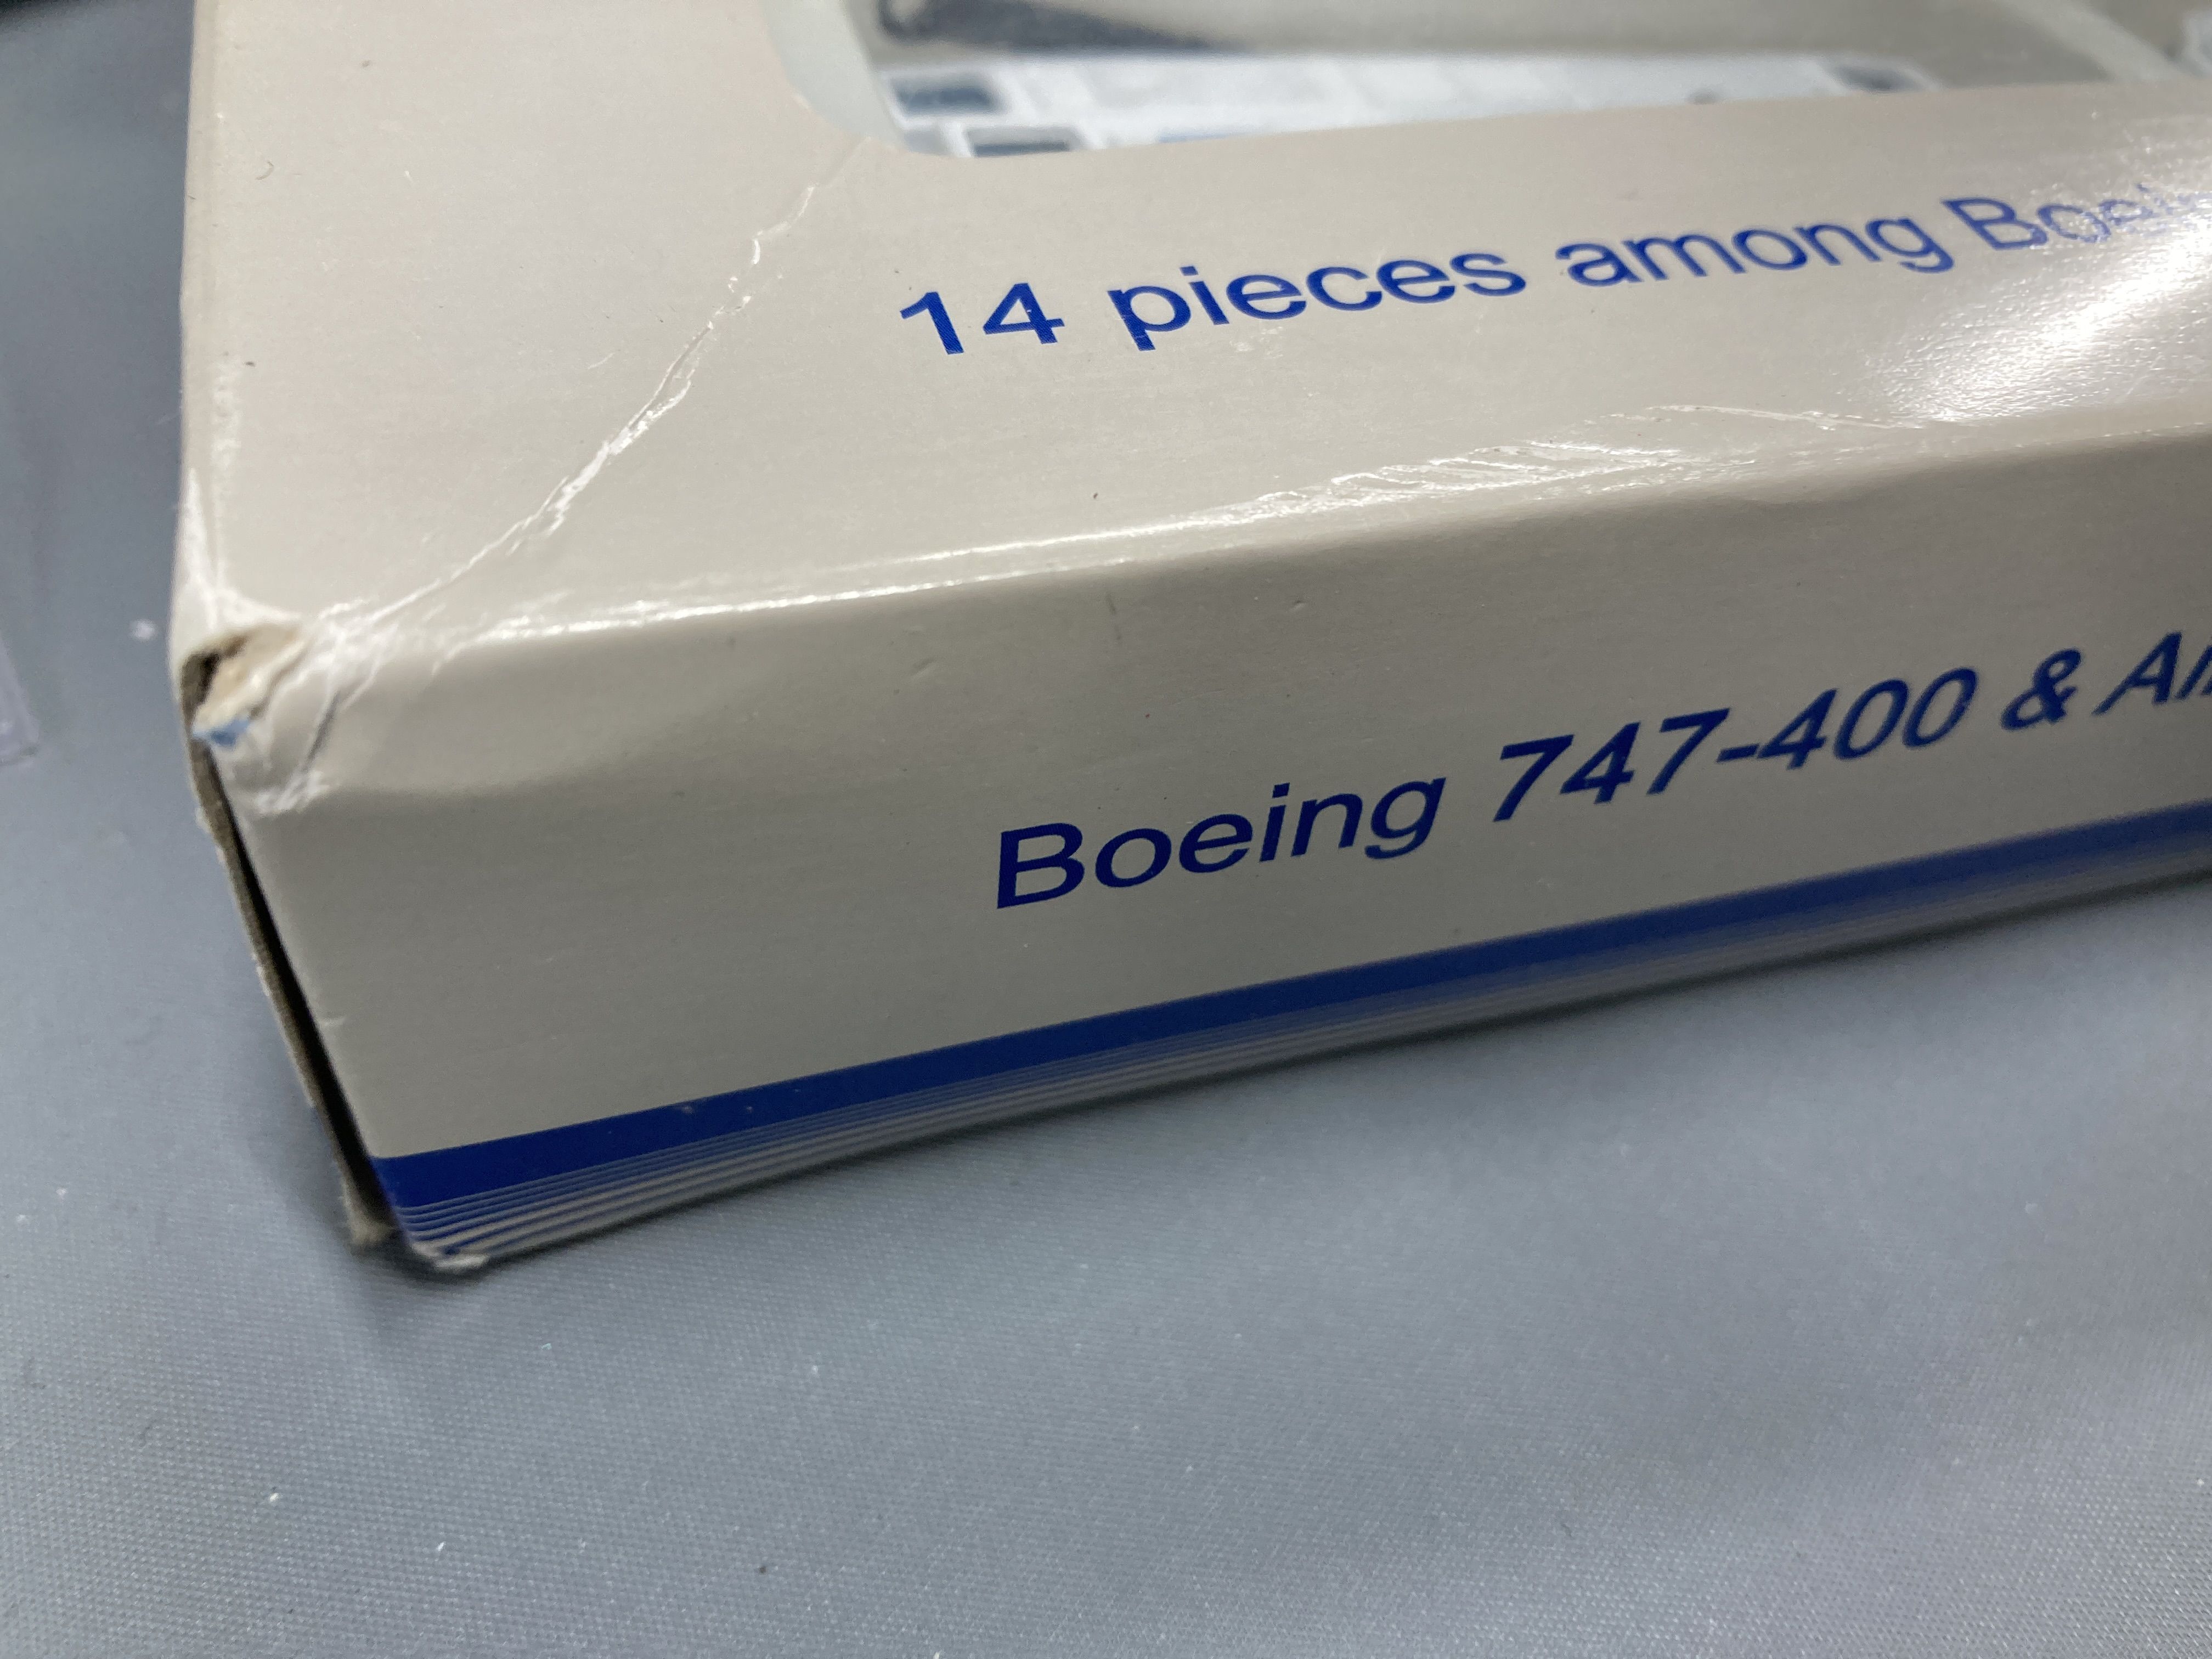 14 pieces among
Boeing 747-400 &